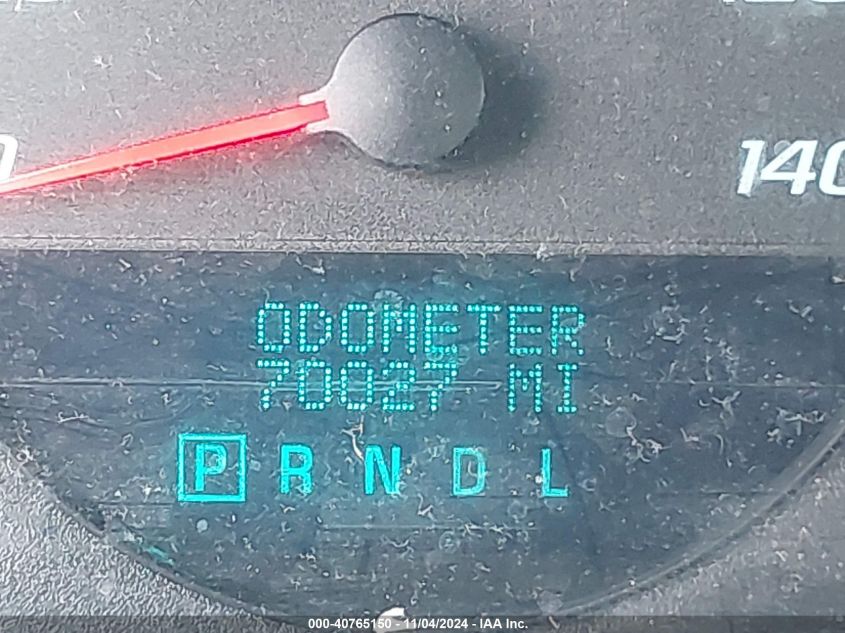 140
ODOMETER
70027 MI
P R N D L
000-40765150 - 11/04/2024 - IAA Inc.